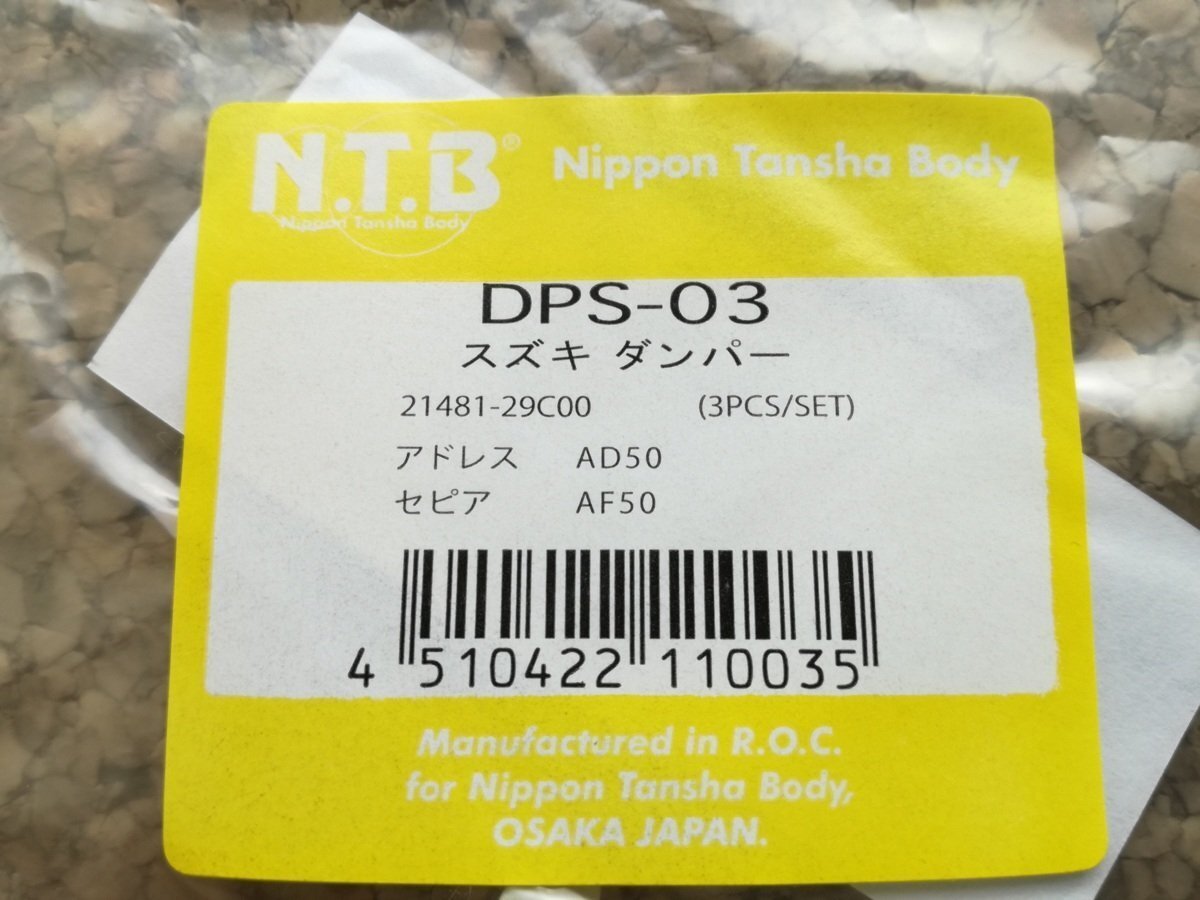 N.T.B®
Nippon Tansha Body
Nippon Tansha Body
DPS-03
スズキ ダンパー
21481-29C00 (3PCS/SET)
アドレス AD50
セピア AF50
4 510422 110035
Manufactured in R.O.C.
for Nippon Tansha Body,
OSAKA JAPAN.